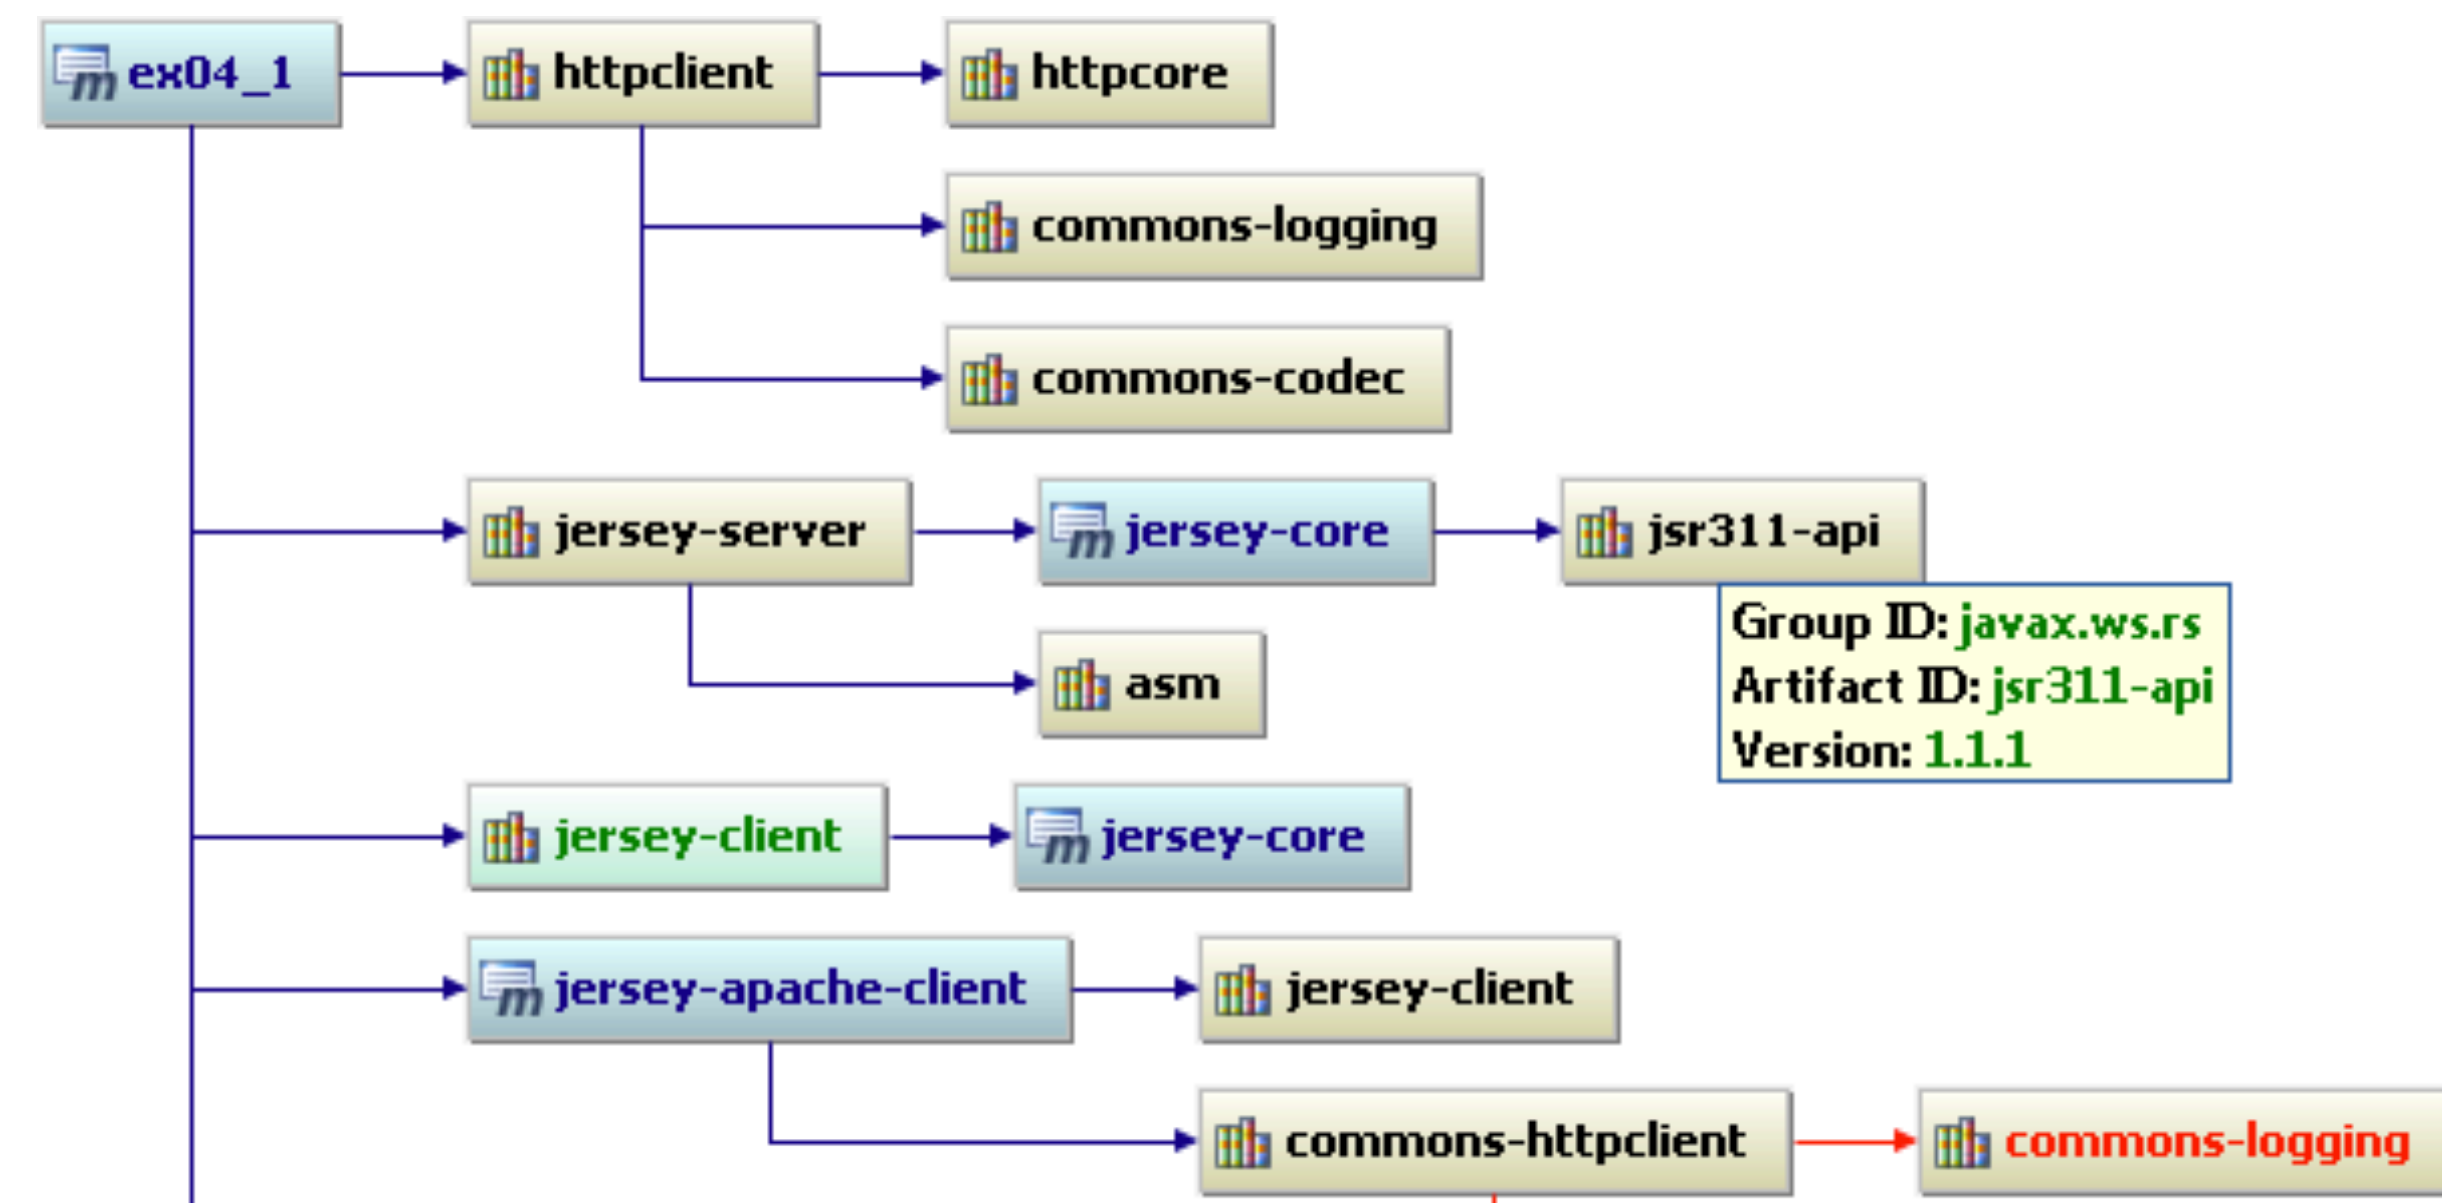 ex04_1
httpclient
httpcore
commons-logging
commons-codec
jersey-server
jersey-core
jsr311-api
Group ID: javax.ws.rs
Artifact ID: jsr311-api
Version: 1.1.1
asm
jersey-client
jersey-core
jersey-apache-client
jersey-client
commons-httpclient
commons-logging